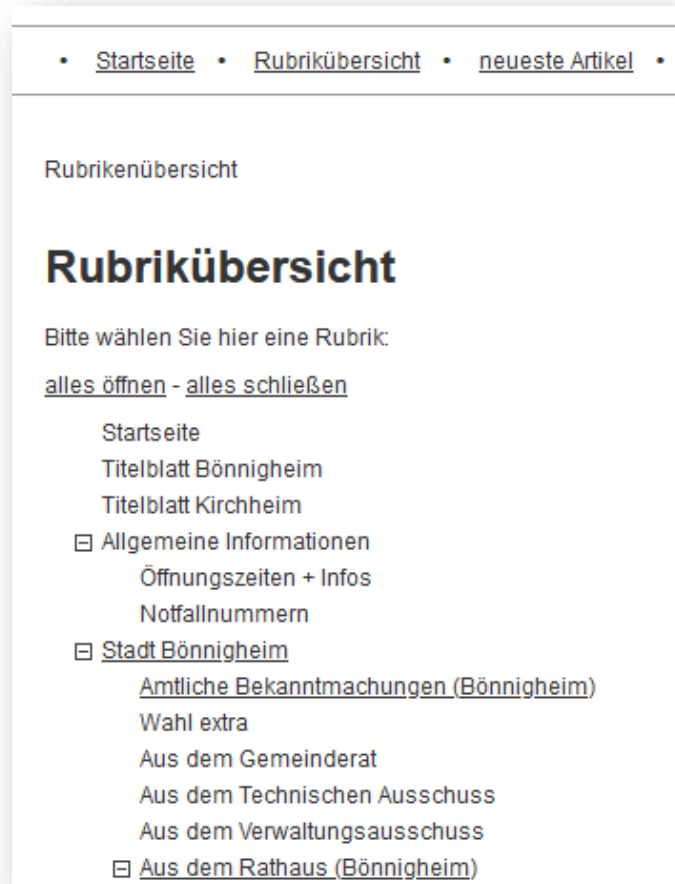 • Startseite • Rubrikübersicht • neueste Artikel •
Rubrikenübersicht
Rubrikübersicht
Bitte wählen Sie hier eine Rubrik:
alles öffnen - alles schließen
Startseite
Titelblatt Bönnigheim
Titelblatt Kirchheim
Allgemeine Informationen
Öffnungszeiten + Infos
Notfallnummern
Stadt Bönnigheim
Amtliche Bekanntmachungen (Bönnigheim)
Wahl extra
Aus dem Gemeinderat
Aus dem Technischen Ausschuss
Aus dem Verwaltungsausschuss
Aus dem Rathaus (Bönnigheim)